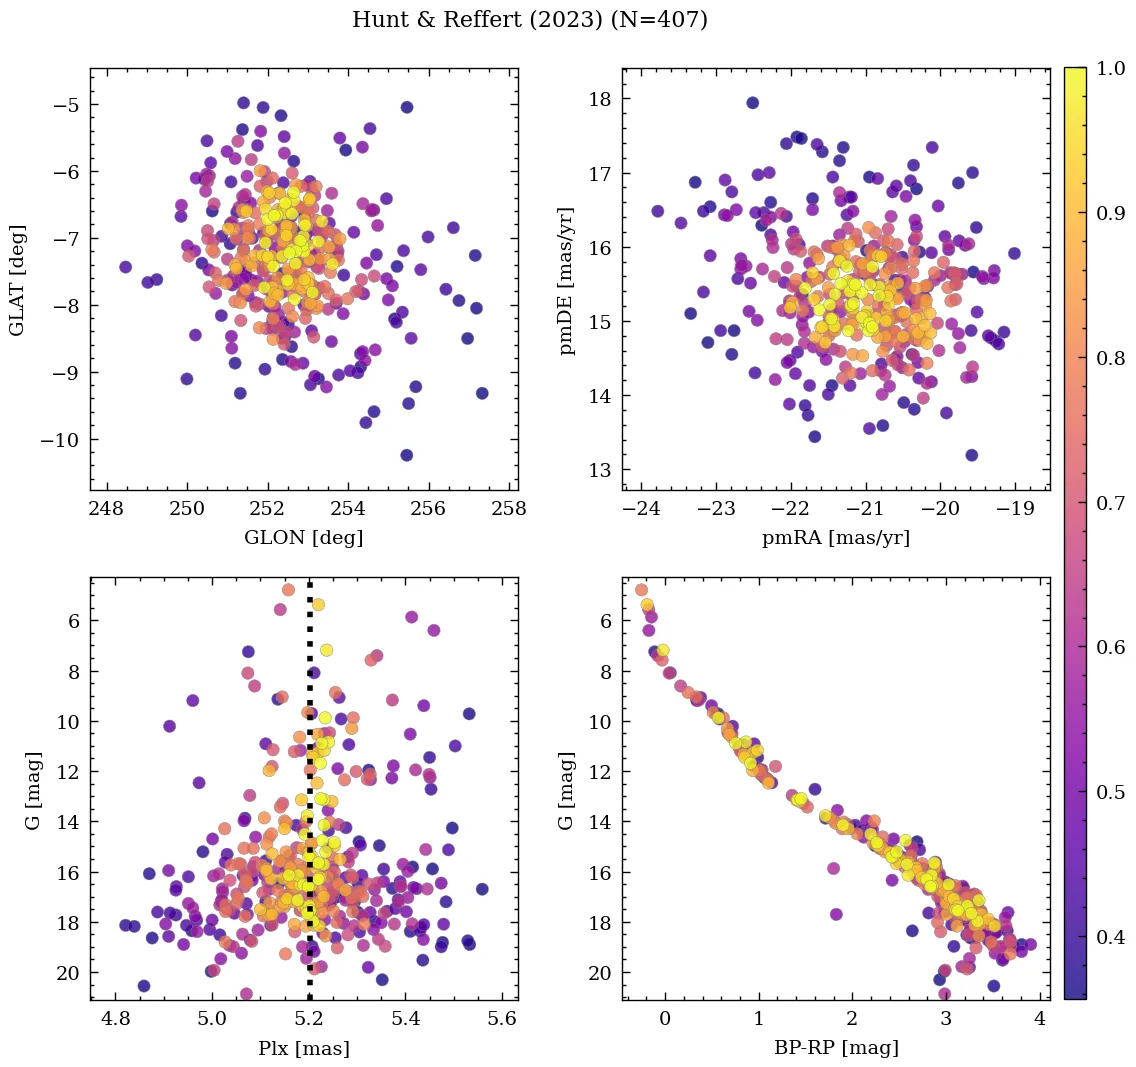 Hunt & Reffert (2023) (N=407)
−5
−6
−7
−8
−9
−10
GLAT [deg]
248 250 252 254 256 258
GLON [deg]
18
17
16
15
14
13
pmDE [mas/yr]
−24 −23 −22 −21 −20 −19
pmRA [mas/yr]
6
8
10
12
14
16
18
20
G [mag]
4.8 5.0 5.2 5.4 5.6
Plx [mas]
6
8
10
12
14
16
18
20
G [mag]
0 1 2 3 4
BP-RP [mag]
1.0
0.9
0.8
0.7
0.6
0.5
0.4